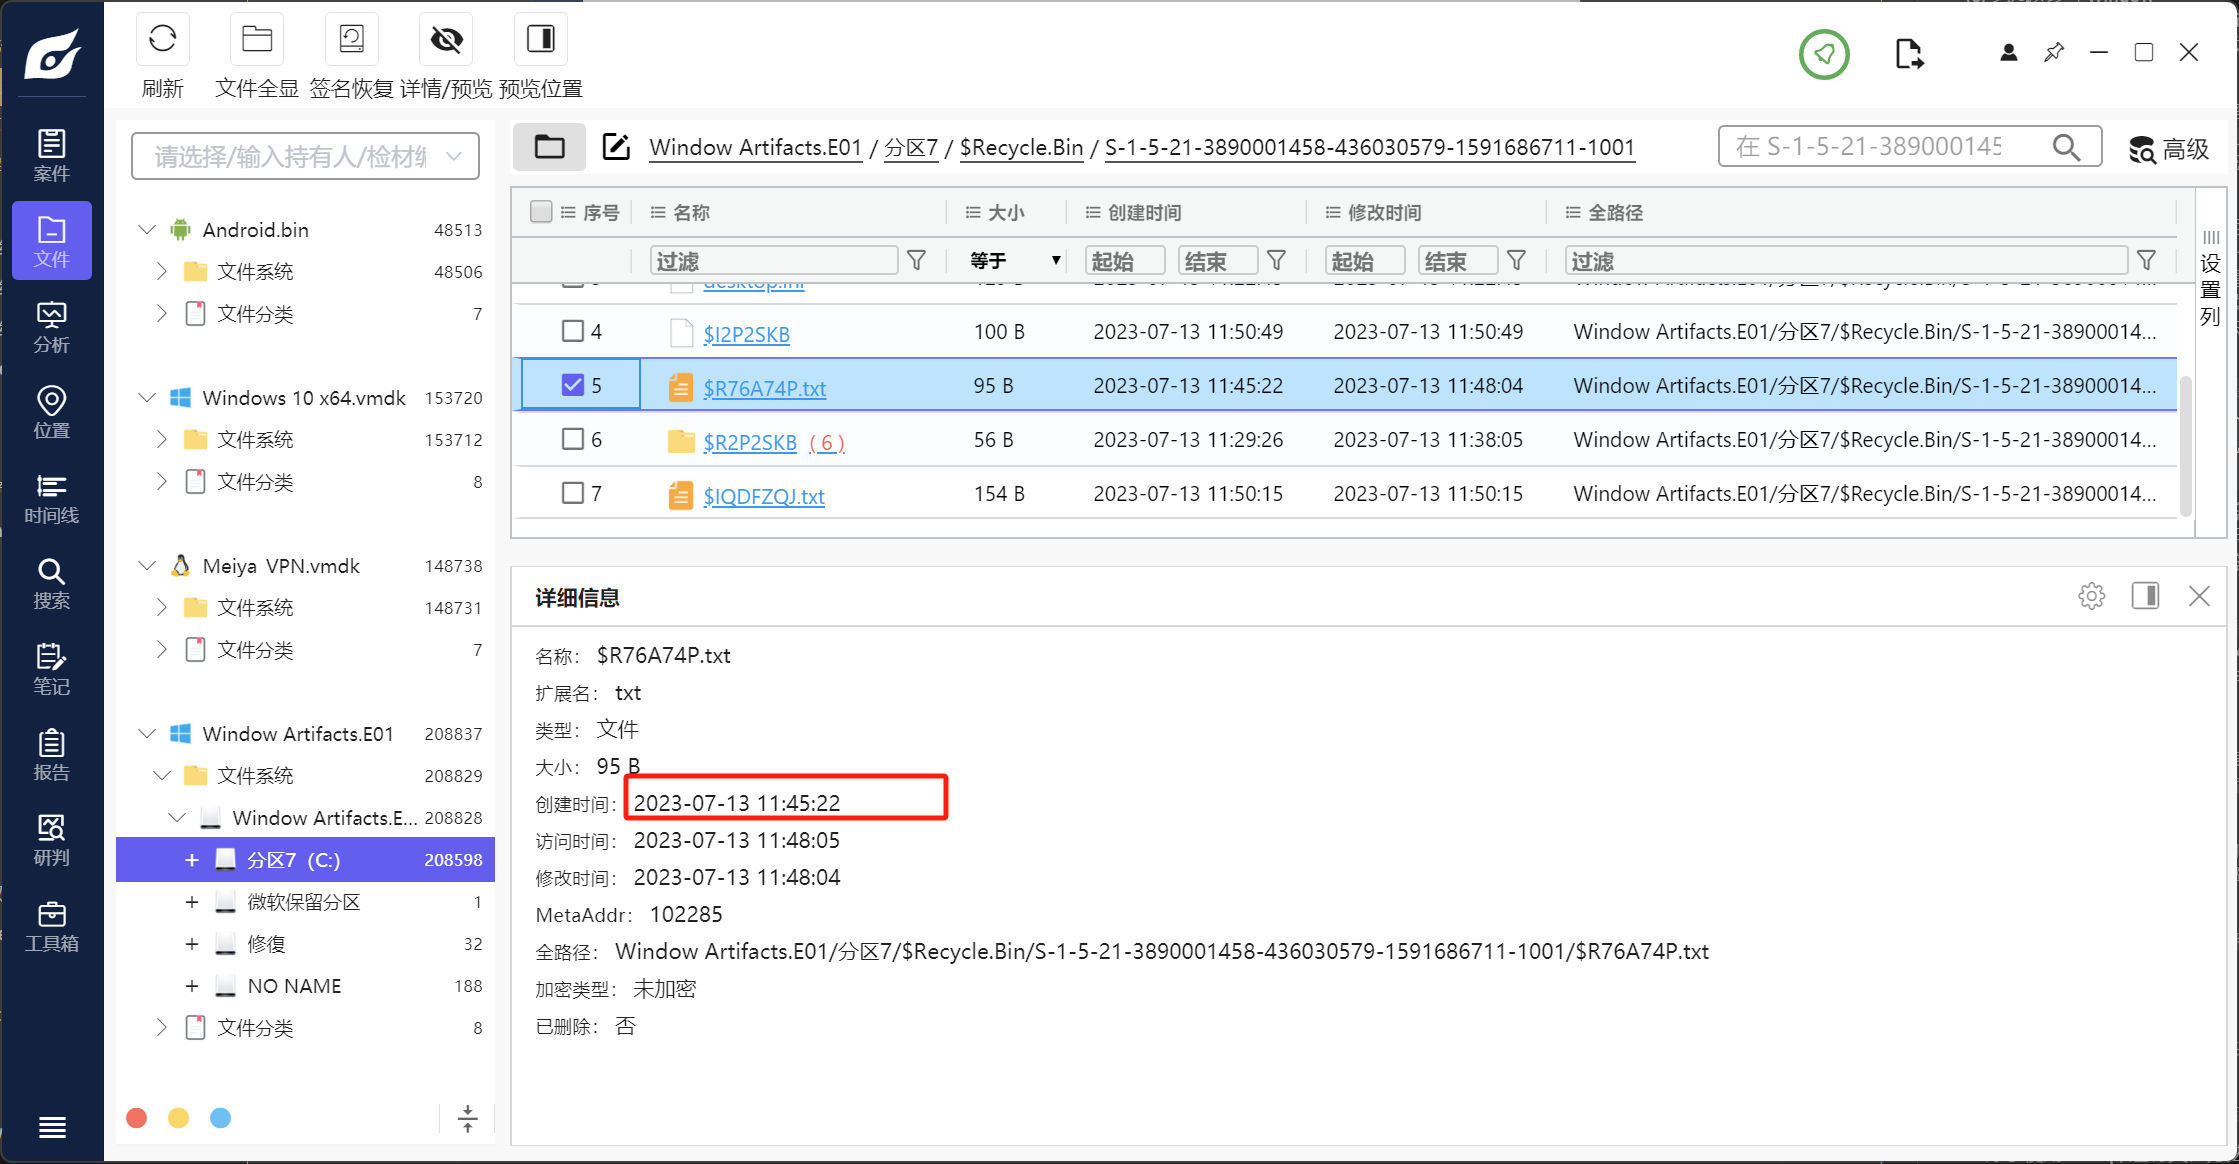 刷新
文件全显
签名恢复
详情/预览
预览位置
案件
文件
分析
位置
时间线
搜索
笔记
报告
研判
工具箱
请选择/输入持有人/检材编
Android.bin 48513
文件系统 48506
文件分类 7
Windows 10 x64.vmdk 153720
文件系统 153712
文件分类 8
Meiya VPN.vmdk 148738
文件系统 148731
文件分类 7
Window Artifacts.E01 208837
文件系统 208829
Window Artifacts.E... 208828
+ 分区7 (C:) 208598
+ 微软保留分区 1
+ 修復 32
+ NO NAME 188
文件分类 8
Window Artifacts.E01 / 分区7 / $Recycle.Bin / S-1-5-21-3890001458-436030579-1591686711-1001
在 S-1-5-21-389000145
高级
序号 名称 大小 创建时间 修改时间 全路径
过滤 等于 起始 结束 起始 结束 过滤
desktop.ini
4 $I2P2SKB 100 B 2023-07-13 11:50:49 2023-07-13 11:50:49 Window Artifacts.E01/分区7/$Recycle.Bin/S-1-5-21-38900014...
5 $R76A74P.txt 95 B 2023-07-13 11:45:22 2023-07-13 11:48:04 Window Artifacts.E01/分区7/$Recycle.Bin/S-1-5-21-38900014...
6 $R2P2SKB (6) 56 B 2023-07-13 11:29:26 2023-07-13 11:38:05 Window Artifacts.E01/分区7/$Recycle.Bin/S-1-5-21-38900014...
7 $IQDFZQJ.txt 154 B 2023-07-13 11:50:15 2023-07-13 11:50:15 Window Artifacts.E01/分区7/$Recycle.Bin/S-1-5-21-38900014...
设置列
详细信息
名称: $R76A74P.txt
扩展名: txt
类型: 文件
大小: 95 B
创建时间: 2023-07-13 11:45:22
访问时间: 2023-07-13 11:48:05
修改时间: 2023-07-13 11:48:04
MetaAddr: 102285
全路径: Window Artifacts.E01/分区7/$Recycle.Bin/S-1-5-21-3890001458-436030579-1591686711-1001/$R76A74P.txt
加密类型: 未加密
已删除: 否